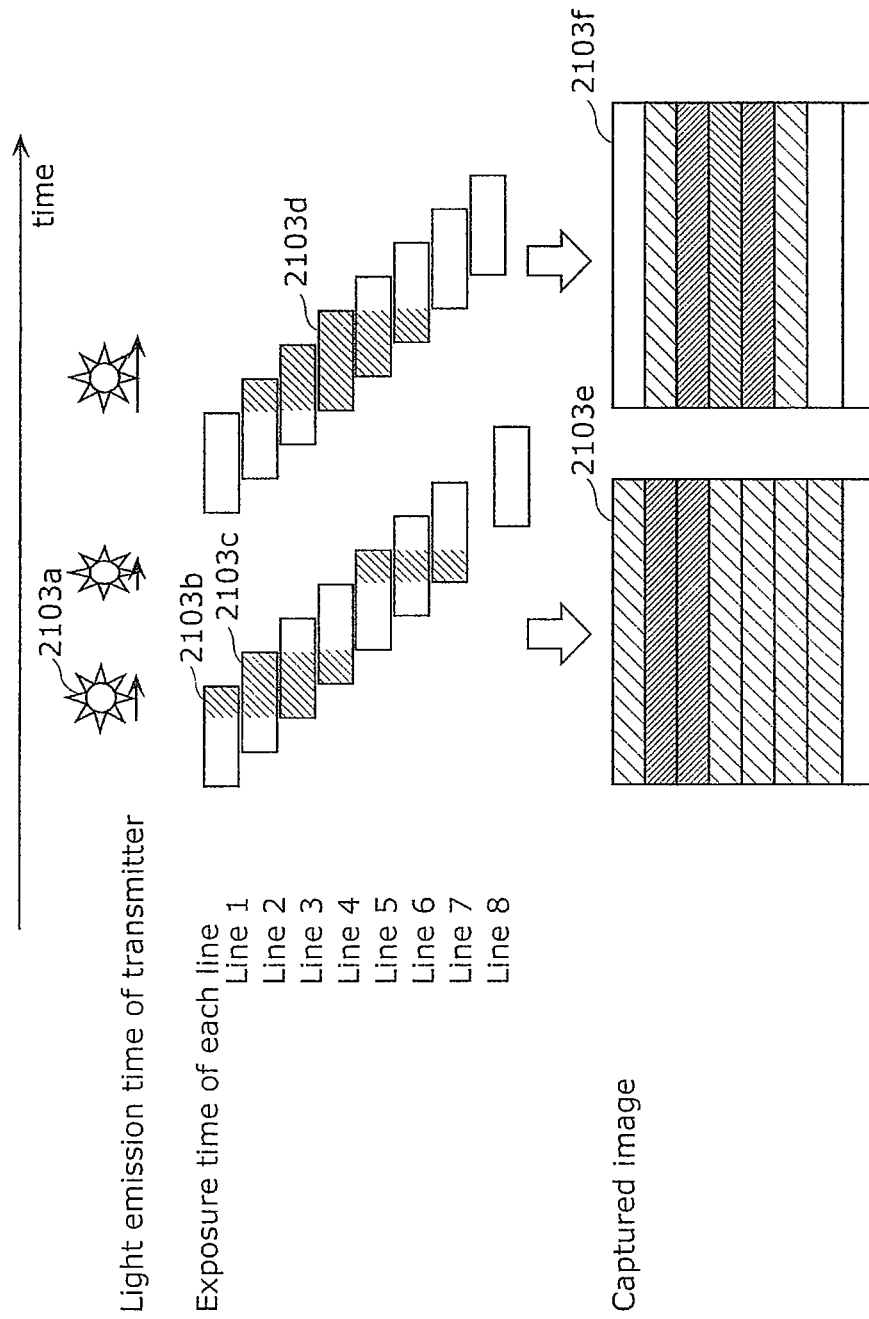 time
2103a
Light emission time of transmitter
Exposure time of each line
2103b
2103c
2103d
Line 1
Line 2
Line 3
Line 4
Line 5
Line 6
Line 7
Line 8
2103e
2103f
Captured image